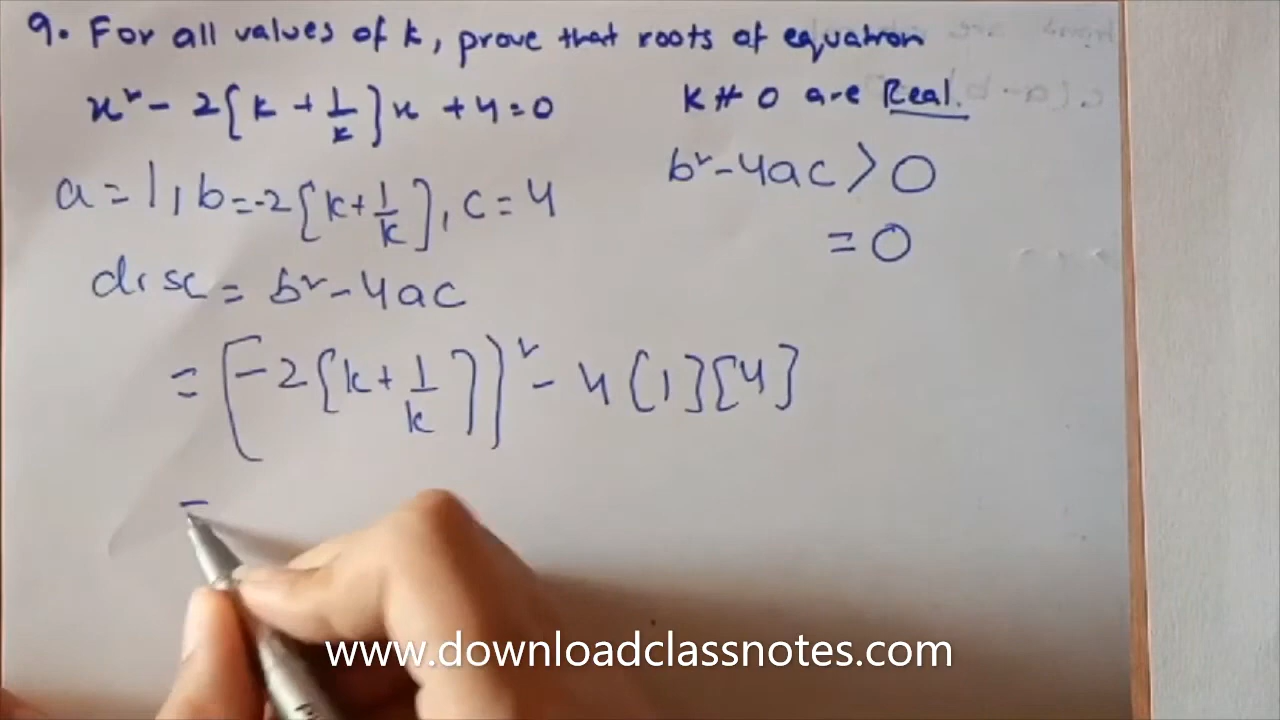 9. For all values of k, prove that roots of equation
x² - 2[k + 1/k]x + 4 = 0 k ≠ 0 are Real.
a = 1, b = -2[k + 1/k], c = 4 b² - 4ac > 0
= 0
disc = b² - 4ac
= [-2[k + 1/k]]² - 4[1][4]
www.downloadclassnotes.com